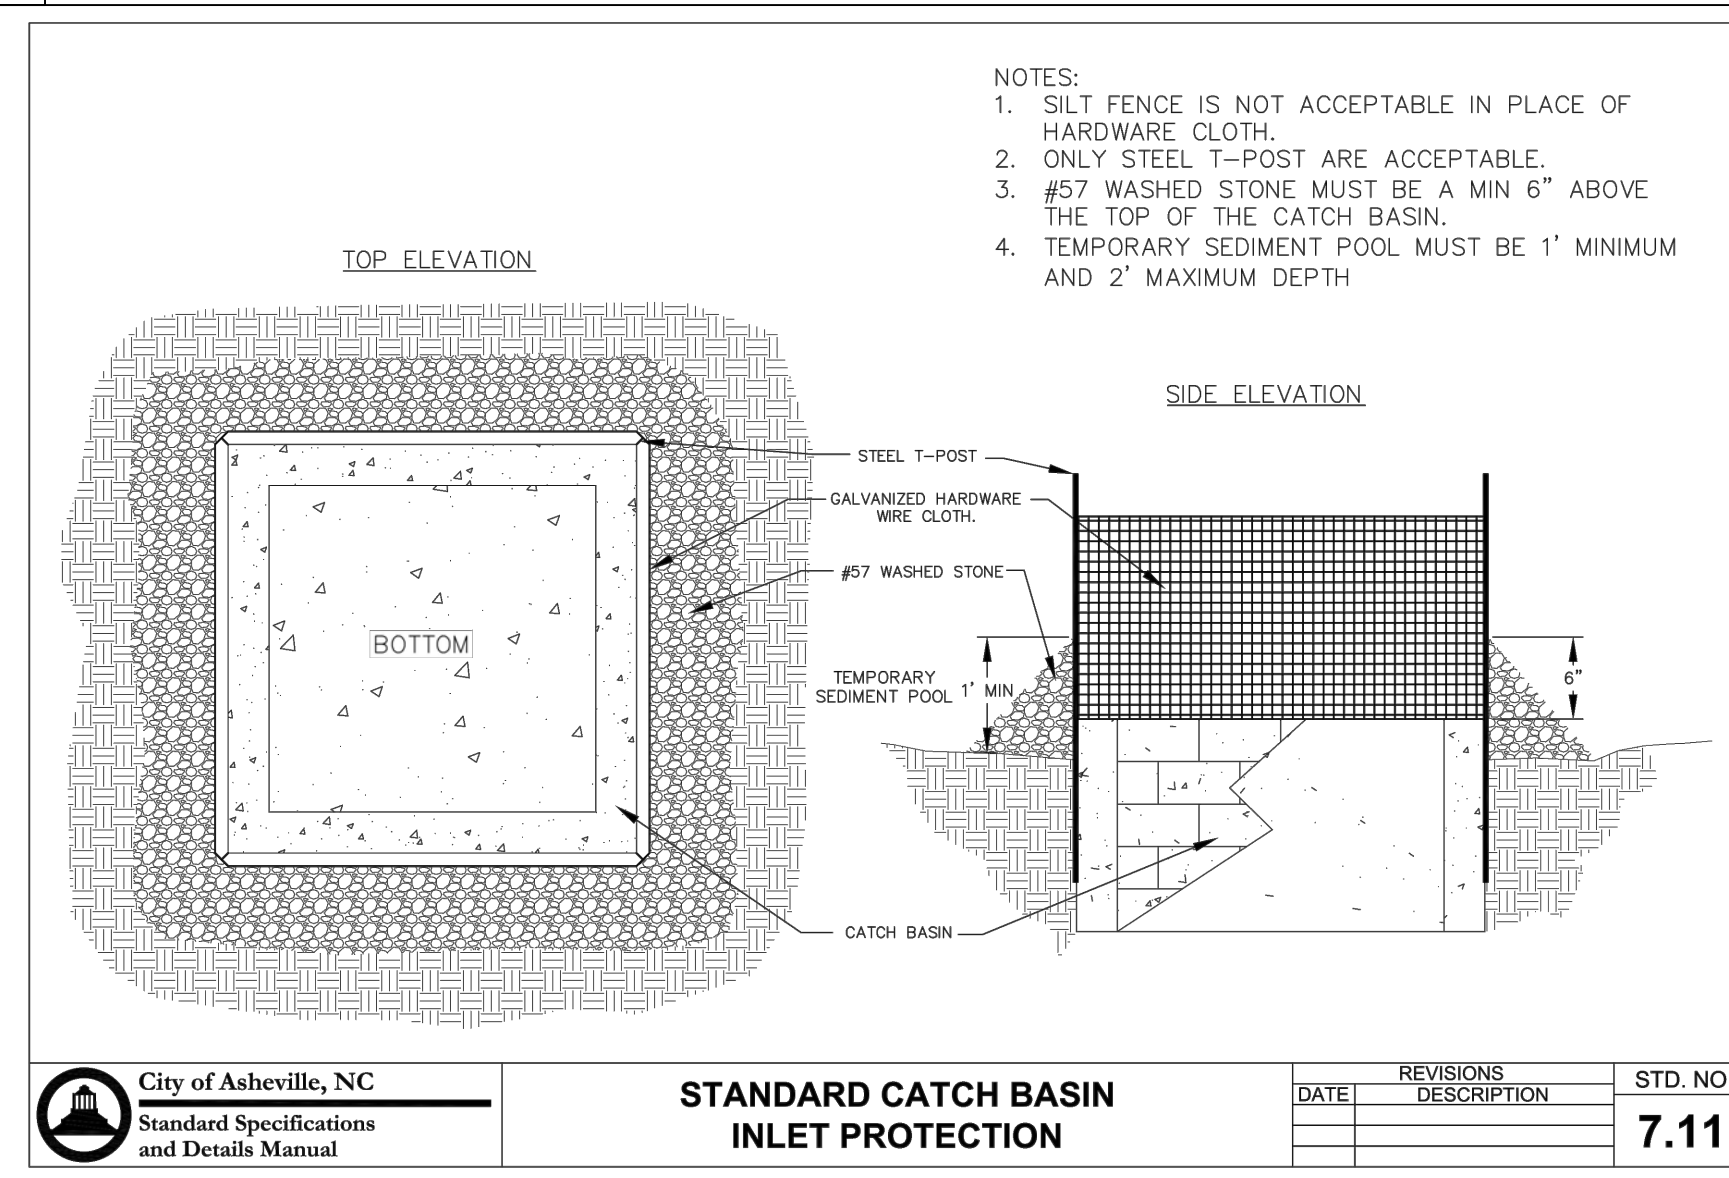 NOTES:
1. SILT FENCE IS NOT ACCEPTABLE IN PLACE OF
HARDWARE CLOTH.
2. ONLY STEEL T-POST ARE ACCEPTABLE.
3. #57 WASHED STONE MUST BE A MIN 6" ABOVE
THE TOP OF THE CATCH BASIN.
4. TEMPORARY SEDIMENT POOL MUST BE 1' MINIMUM
AND 2' MAXIMUM DEPTH
TOP ELEVATION
SIDE ELEVATION
STEEL T-POST
GALVANIZED HARDWARE
WIRE CLOTH.
#57 WASHED STONE
BOTTOM
TEMPORARY
SEDIMENT POOL
1' MIN
6"
CATCH BASIN
City of Asheville, NC
Standard Specifications
and Details Manual
STANDARD CATCH BASIN
INLET PROTECTION
REVISIONS
DATE DESCRIPTION
STD. NO
7.11